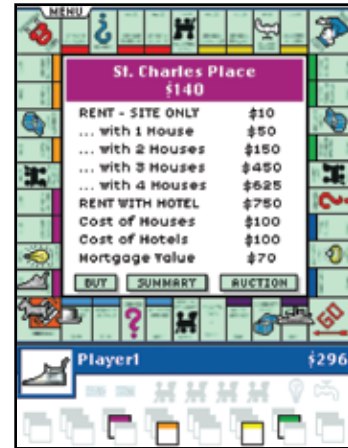 MENU
St. Charles Place
$140
RENT - SITE ONLY $10
... with 1 House $50
... with 2 Houses $150
... with 3 Houses $450
... with 4 Houses $625
RENT WITH HOTEL $750
Cost of Houses $100
Cost of Hotels $100
Mortgage Value $70
BUY SUMMARY AUCTION
GO
Player1 $296